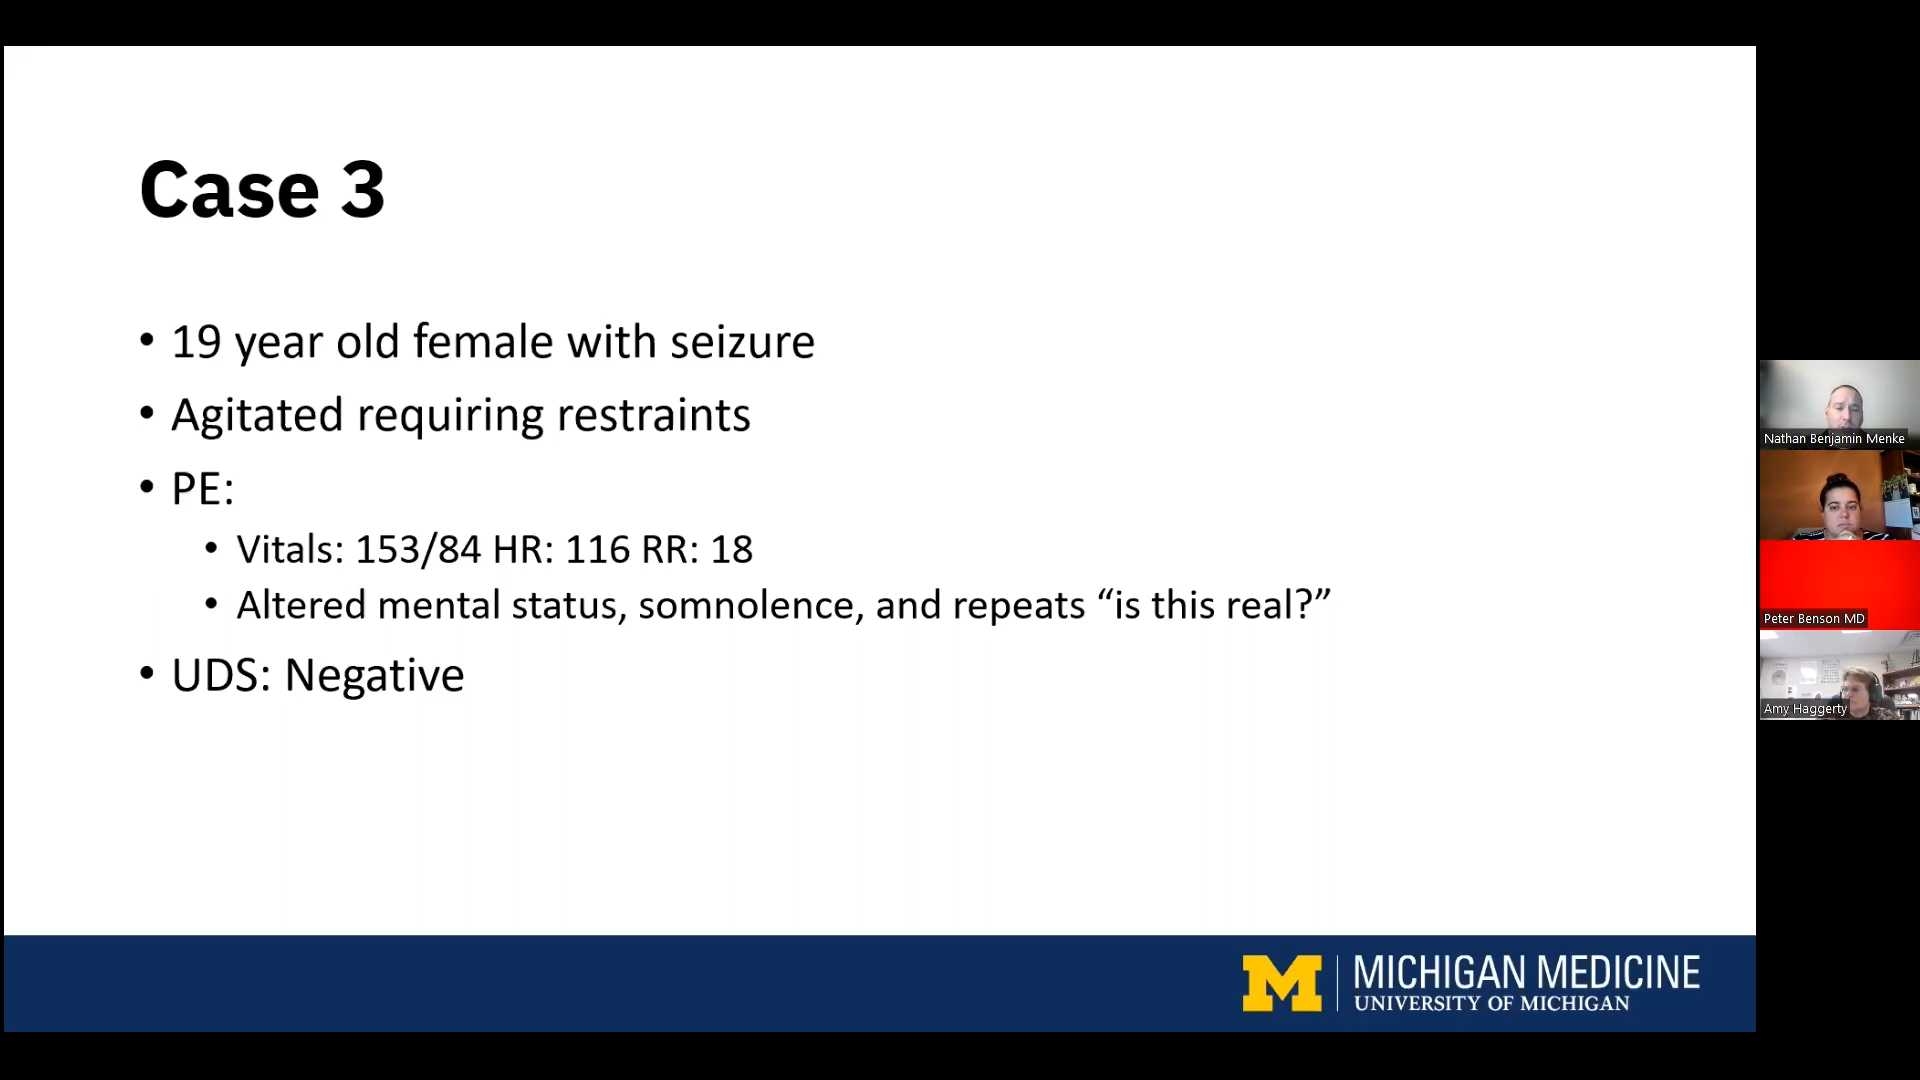 Case 3
• 19 year old female with seizure
• Agitated requiring restraints
• PE:
• Vitals: 153/84 HR: 116 RR: 18
• Altered mental status, somnolence, and repeats “is this real?”
• UDS: Negative
M | MICHIGAN MEDICINE
UNIVERSITY OF MICHIGAN
Nathan Benjamin Menke
Peter Benson MD
Amy Haggerty